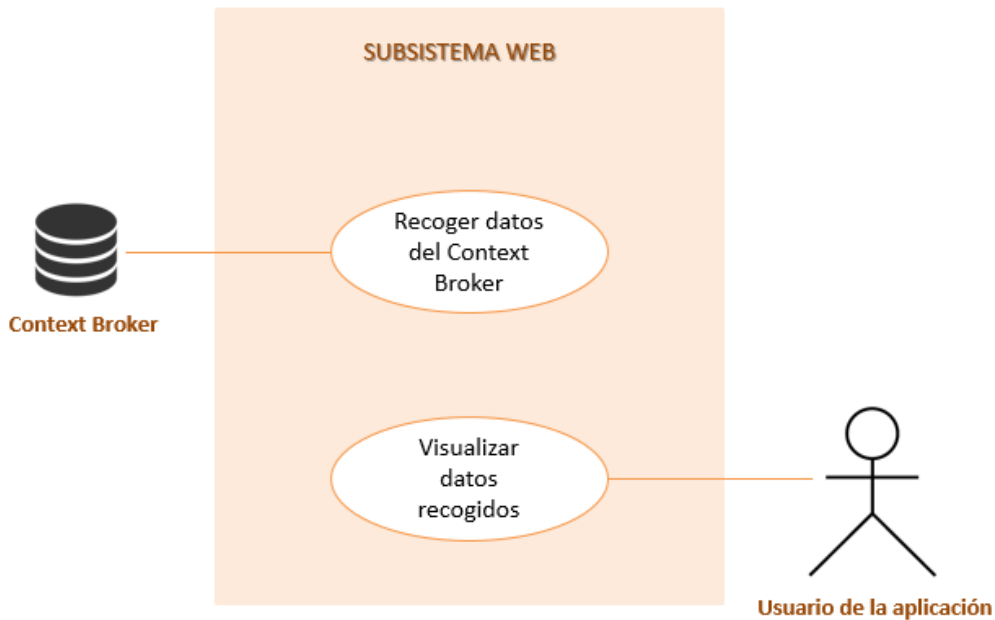 SUBSISTEMA WEB
Recoger datos
del Context
Broker
Context Broker
Visualizar
datos
recogidos
Usuario de la aplicación